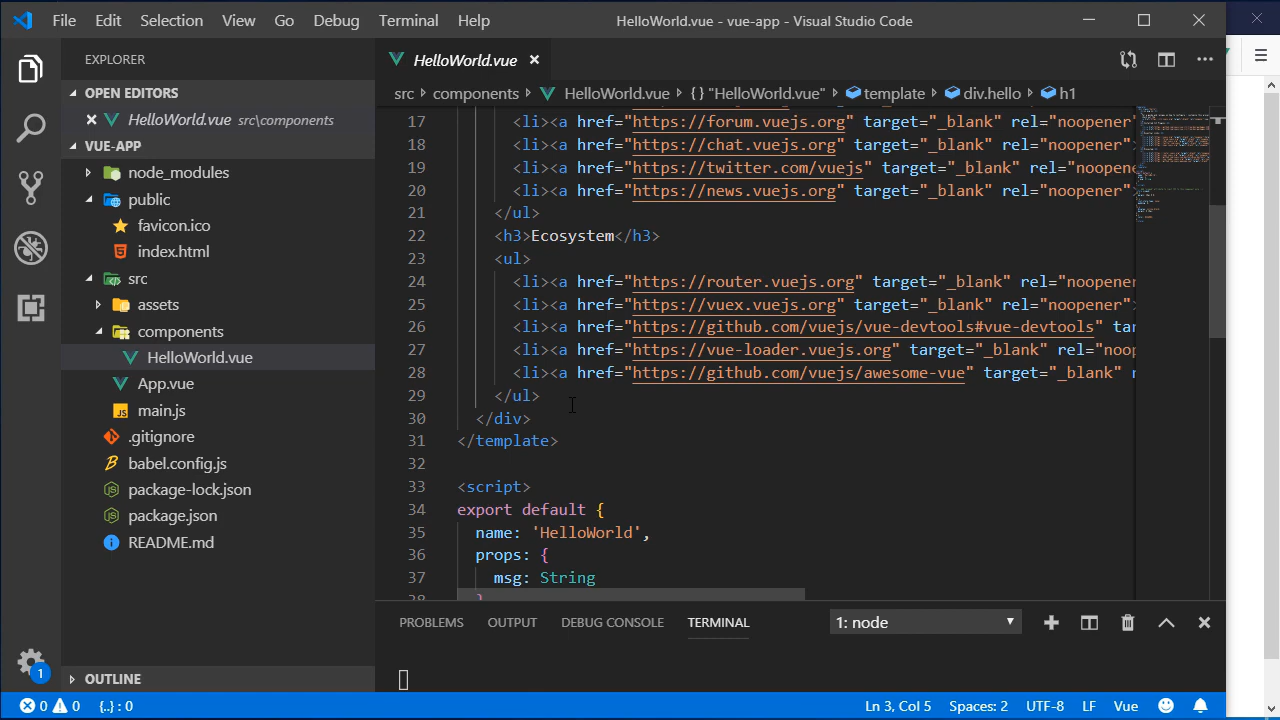 File Edit Selection View Go Debug Terminal Help HelloWorld.vue - vue-app - Visual Studio Code
EXPLORER
OPEN EDITORS
HelloWorld.vue src\components
VUE-APP
node_modules
public
favicon.ico
index.html
src
assets
components
HelloWorld.vue
App.vue
main.js
.gitignore
babel.config.js
package-lock.json
package.json
README.md
OUTLINE
1
HelloWorld.vue
src components HelloWorld.vue {} "HelloWorld.vue" template div.hello h1
17 <li><a href="https://forum.vuejs.org" target="_blank" rel="noopener">
18 <li><a href="https://chat.vuejs.org" target="_blank" rel="noopener">
19 <li><a href="https://twitter.com/vuejs" target="_blank" rel="noopene
20 <li><a href="https://news.vuejs.org" target="_blank" rel="noopener">
21 </ul>
22 <h3>Ecosystem</h3>
23 <ul>
24 <li><a href="https://router.vuejs.org" target="_blank" rel="noopener
25 <li><a href="https://vuex.vuejs.org" target="_blank" rel="noopener">
26 <li><a href="https://github.com/vuejs/vue-devtools#vue-devtools" tar
27 <li><a href="https://vue-loader.vuejs.org" target="_blank" rel="noop
28 <li><a href="https://github.com/vuejs/awesome-vue" target="_blank" r
29 </ul>
30 </div>
31 </template>
32
33 <script>
34 export default {
35 name: 'HelloWorld',
36 props: {
37 msg: String
38 }
PROBLEMS OUTPUT DEBUG CONSOLE TERMINAL 1: node
0 0 {..} : 0 Ln 3, Col 5 Spaces: 2 UTF-8 LF Vue